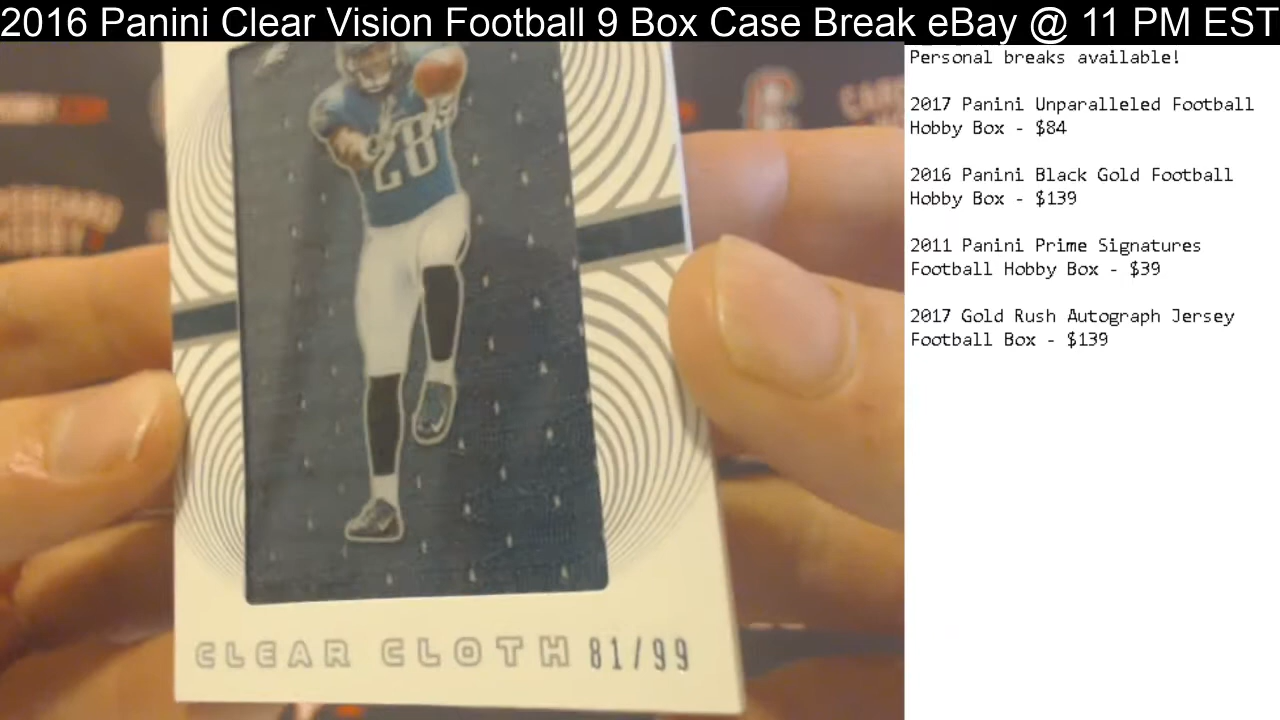 2016 Panini Clear Vision Football 9 Box Case Break eBay @ 11 PM EST
Personal breaks available!
2017 Panini Unparalleled Football
Hobby Box - $84
2016 Panini Black Gold Football
Hobby Box - $139
2011 Panini Prime Signatures
Football Hobby Box - $39
2017 Gold Rush Autograph Jersey
Football Box - $139
28
CLEAR CLOTH 81/99